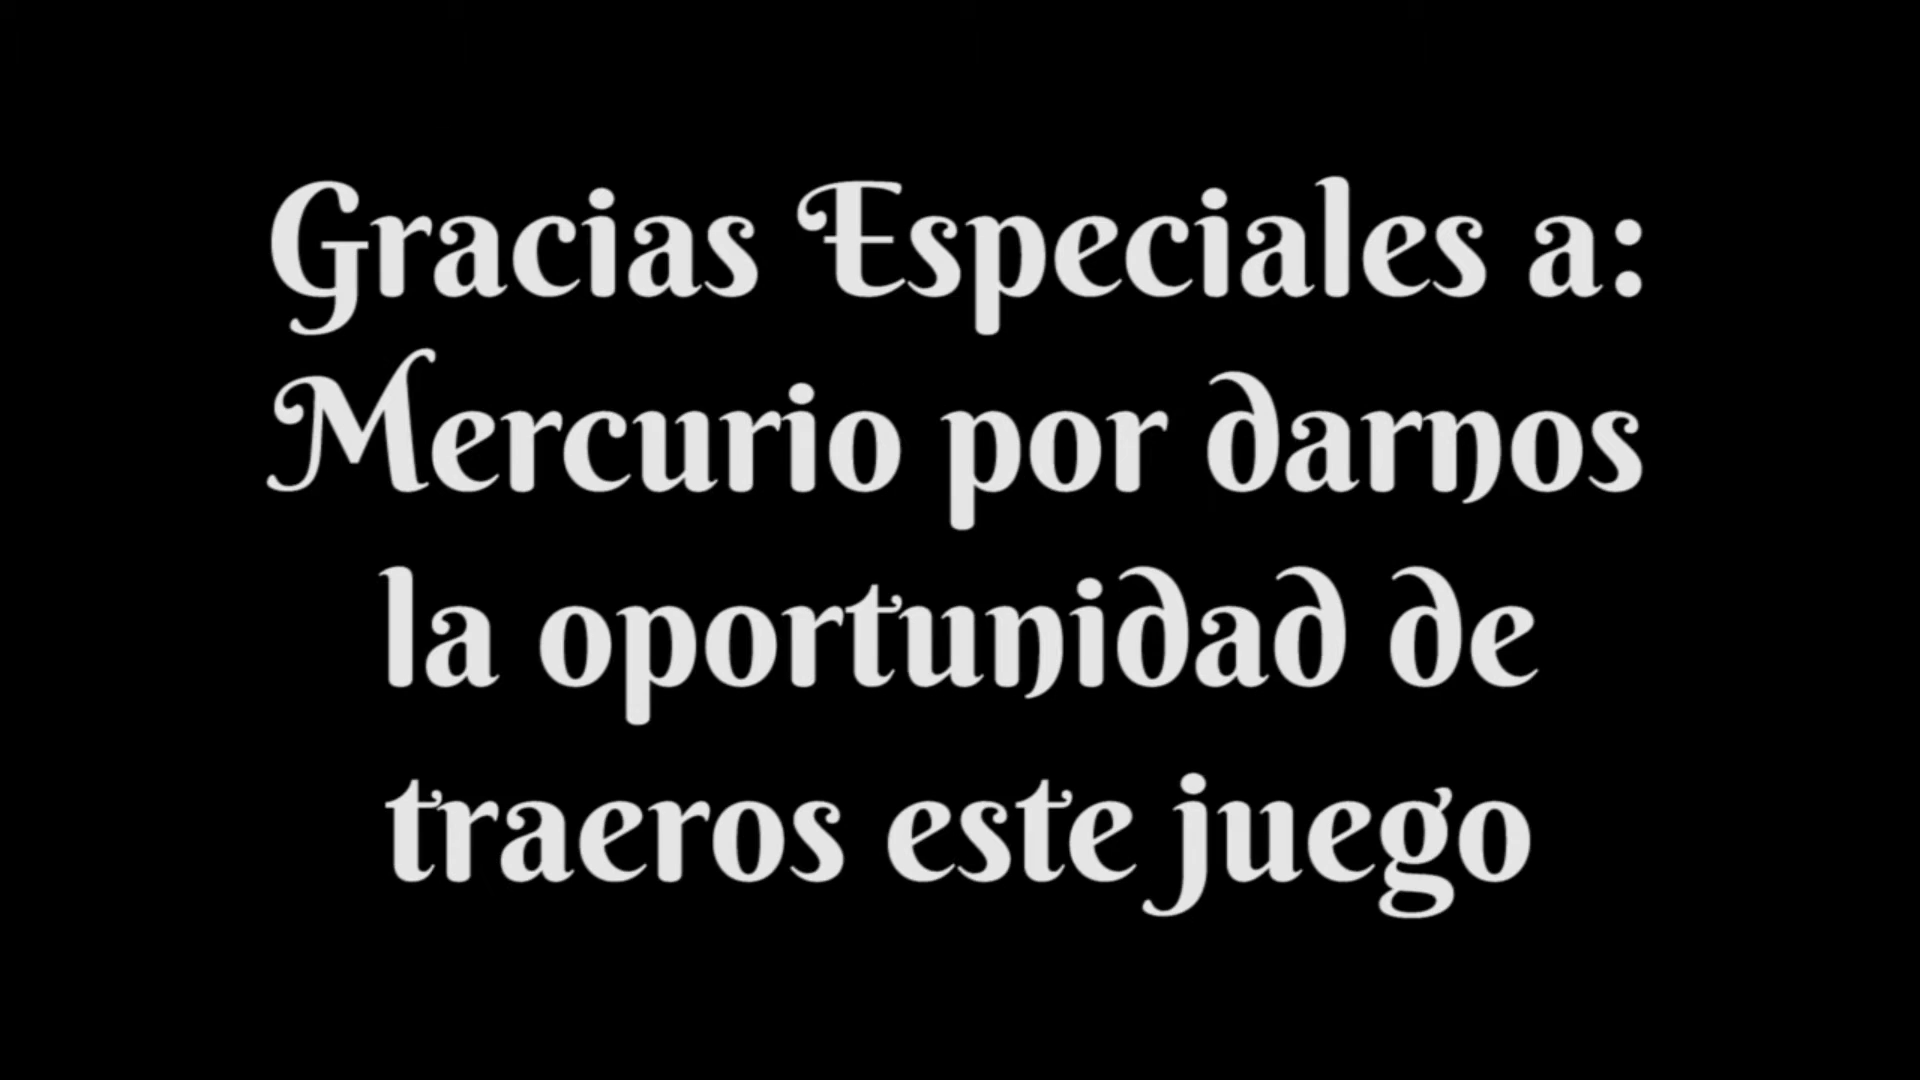 Gracias Especiales a:
Mercurio por darnos
la oportunidad de
traeros este juego